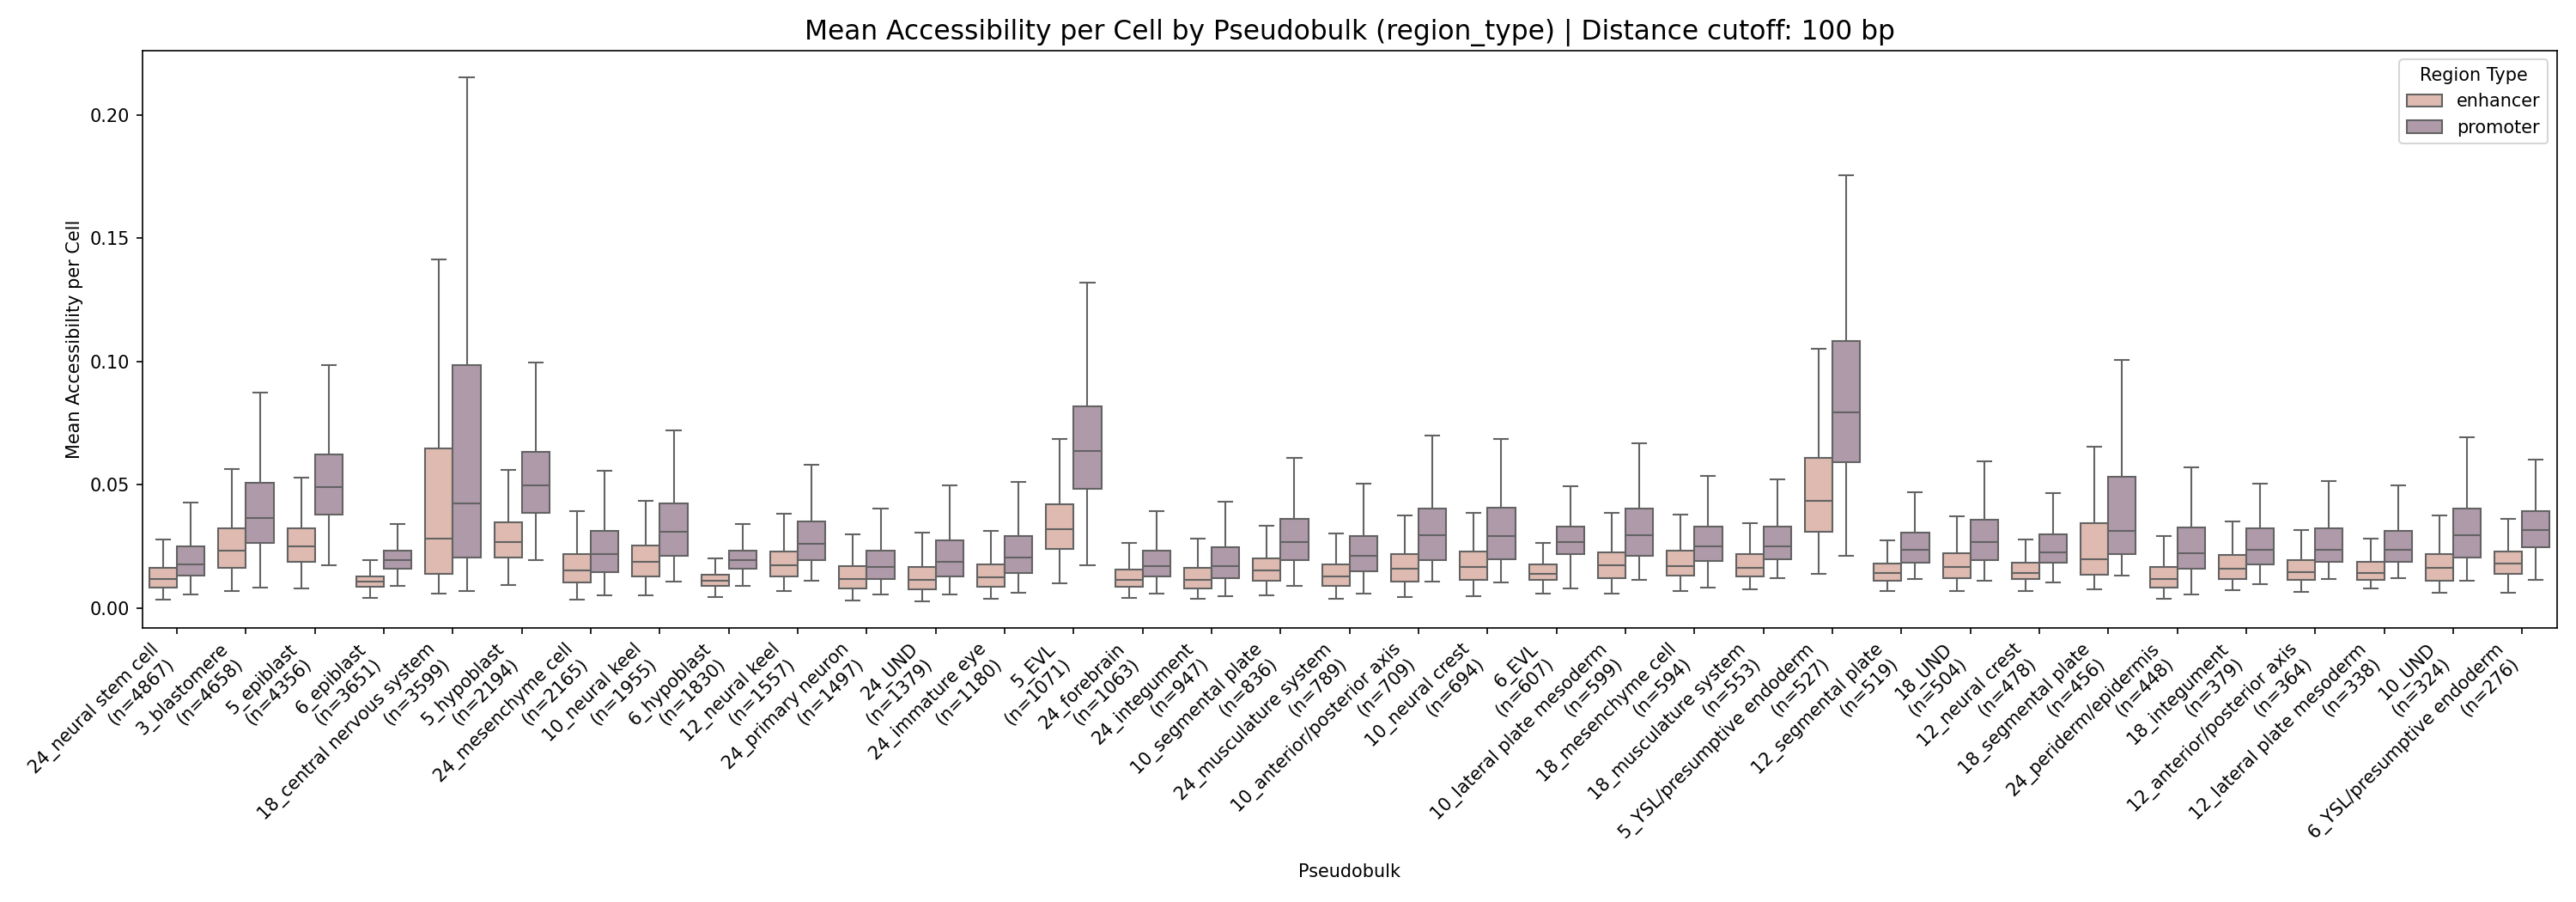 Mean Accessibility per Cell by Pseudobulk (region_type) | Distance cutoff: 100 bp
Region Type
enhancer
promoter
Mean Accessibility per Cell
0.20
0.15
0.10
0.05
0.00
24_neural stem cell
(n=4867)
3_blastomere
(n=4658)
5_epiblast
(n=4356)
6_epiblast
(n=3651)
18_central nervous system
(n=3599)
5_hypoblast
(n=2194)
24_mesenchyme cell
(n=2165)
10_neural keel
(n=1955)
6_hypoblast
(n=1830)
12_neural keel
(n=1557)
24_primary neuron
(n=1497)
24_UND
(n=1379)
24_immature eye
(n=1180)
5_EVL
(n=1071)
24_forebrain
(n=1063)
24_integument
(n=947)
10_segmental plate
(n=836)
24_musculature system
(n=789)
10_anterior/posterior axis
(n=709)
10_neural crest
(n=694)
6_EVL
(n=607)
10_lateral plate mesoderm
(n=599)
18_mesenchyme cell
(n=594)
18_musculature system
(n=553)
5_YSL/presumptive endoderm
(n=527)
12_segmental plate
(n=519)
18_UND
(n=504)
12_neural crest
(n=478)
18_segmental plate
(n=456)
24_periderm/epidermis
(n=448)
18_integument
(n=379)
12_anterior/posterior axis
(n=364)
12_lateral plate mesoderm
(n=338)
10_UND
(n=324)
6_YSL/presumptive endoderm
(n=276)
Pseudobulk